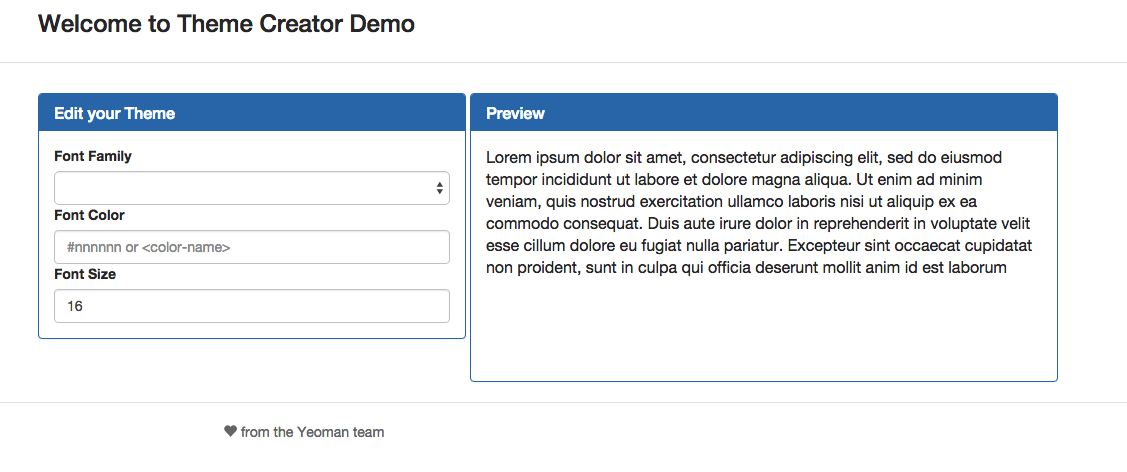 Welcome to Theme Creator Demo
Edit your Theme
Font Family
Font Color
#nnnnnn or <color-name>
Font Size
16
Preview
Lorem ipsum dolor sit amet, consectetur adipiscing elit, sed do eiusmod
tempor incididunt ut labore et dolore magna aliqua. Ut enim ad minim
veniam, quis nostrud exercitation ullamco laboris nisi ut aliquip ex ea
commodo consequat. Duis aute irure dolor in reprehenderit in voluptate velit
esse cillum dolore eu fugiat nulla pariatur. Excepteur sint occaecat cupidatat
non proident, sunt in culpa qui officia deserunt mollit anim id est laborum
♥ from the Yeoman team